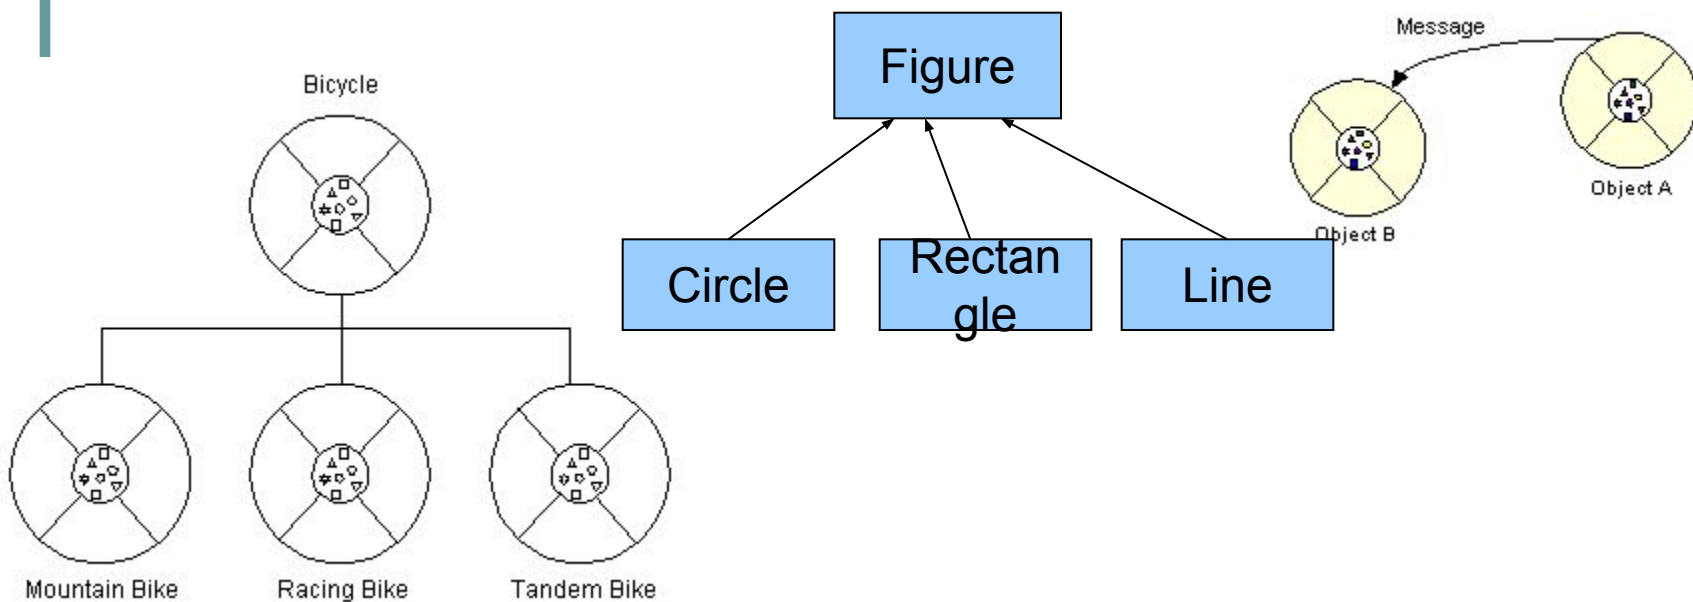 Bicycle
Mountain Bike
Racing Bike
Tandem Bike
Figure
Circle
Rectan
gle
Line
Message
Object B
Object A